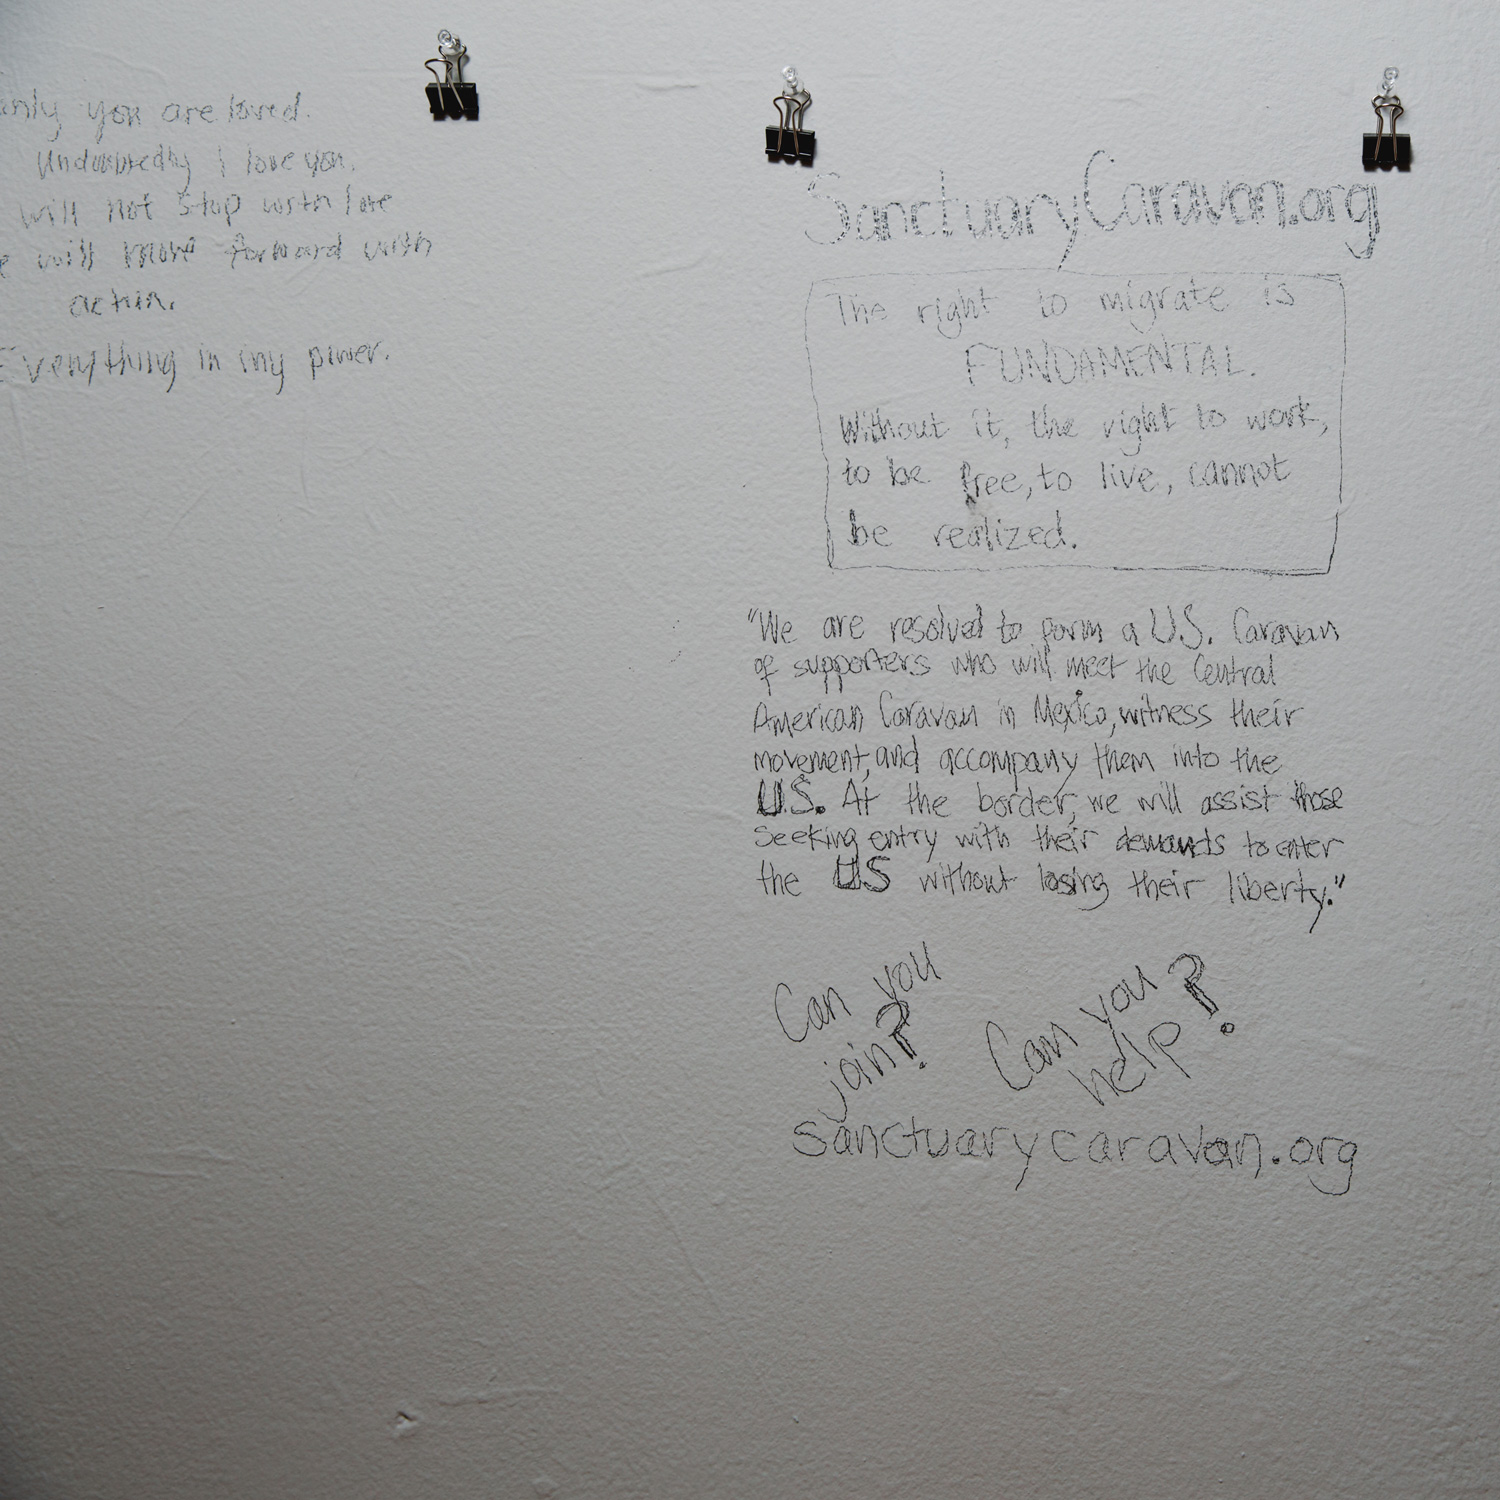 you are loved.
Undoubtedly I love you.
will not stop with love
will move forward with
action.
Everything in my power.
SanctuaryCaravan.org
The right to migrate is
FUNDAMENTAL.
Without it, the right to work,
to be free, to live, cannot
be realized.
"We are resolved to form a U.S. Caravan
of supporters who will meet the Central
American Caravan in Mexico, witness their
movement, and accompany them into the
U.S. At the border, we will assist those
seeking entry with their demands to enter
the US without losing their liberty."
Can you
join?
Can you
help?
sanctuarycaravan.org